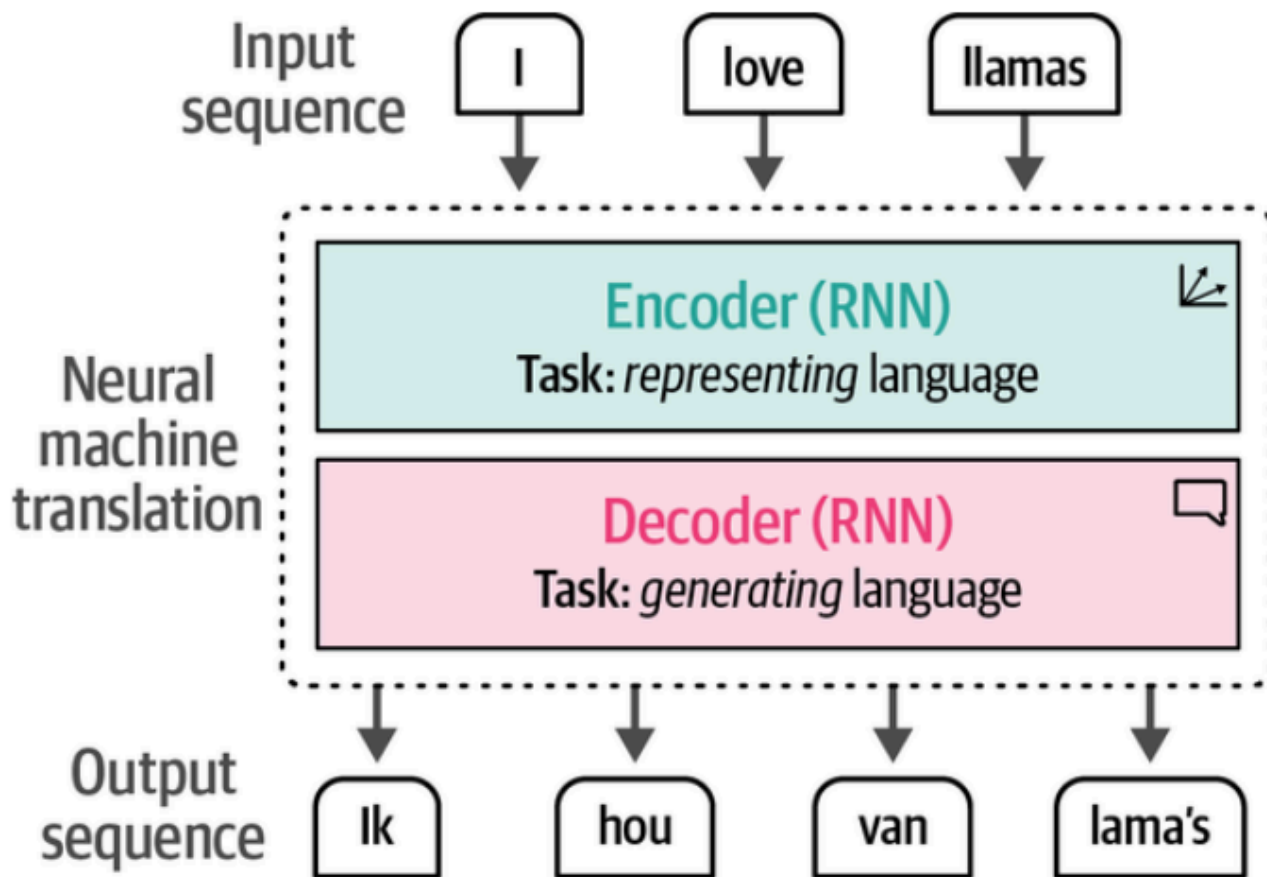 Input
sequence
I love llamas
Neural
machine
translation
Encoder (RNN)
Task: representing language
Decoder (RNN)
Task: generating language
Output
sequence
Ik hou van lama's